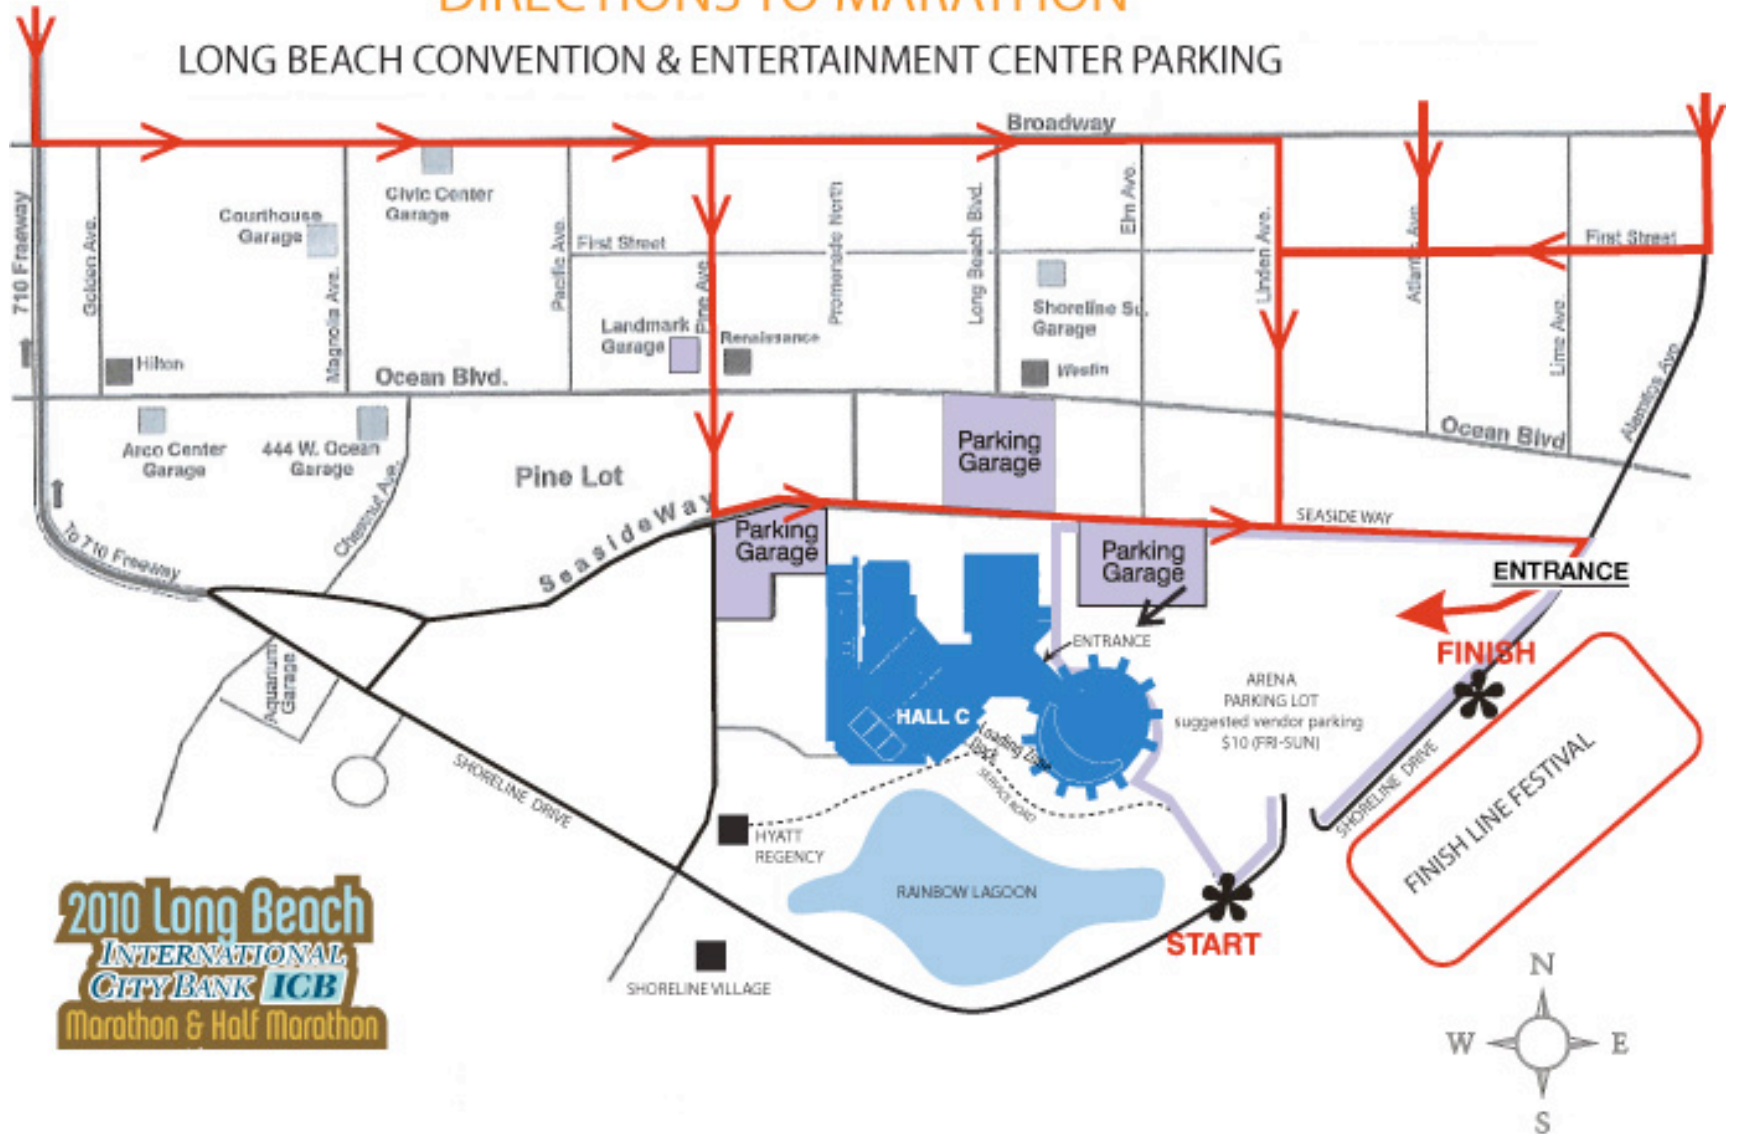 DIRECTIONS TO MARATHON
LONG BEACH CONVENTION & ENTERTAINMENT CENTER PARKING
Broadway
710 Freeway
Golden Ave.
Courthouse
Garage
Magnolia Ave.
Civic Center
Garage
Pacific Ave.
First Street
Pine Ave.
Promenade North
Long Beach Blvd.
Elm Ave.
Linden Ave.
Atlantic Ave.
First Street
Lime Ave.
Alamitos Ave.
Landmark
Garage
Renaissance
Shoreline Sq.
Garage
Westin
Hilton
Ocean Blvd.
Ocean Blvd
Arco Center
Garage
444 W. Ocean
Garage
Chestnut Ave.
Pine Lot
Parking
Garage
To 710 Freeway
Seaside Way
SEASIDE WAY
Parking
Garage
Parking
Garage
ENTRANCE
ENTRANCE
FINISH
Aquarium
Garage
ARENA
PARKING LOT
suggested vendor parking
$10 (FRI-SUN)
HALL C
Loading Zone
Back
SERVICE ROAD
SHORELINE DRIVE
SHORELINE DRIVE
FINISH LINE FESTIVAL
HYATT
REGENCY
RAINBOW LAGOON
START
SHORELINE VILLAGE
2010 Long Beach
INTERNATIONAL
CITY BANK ICB
Marathon & Half Marathon
N
W E
S